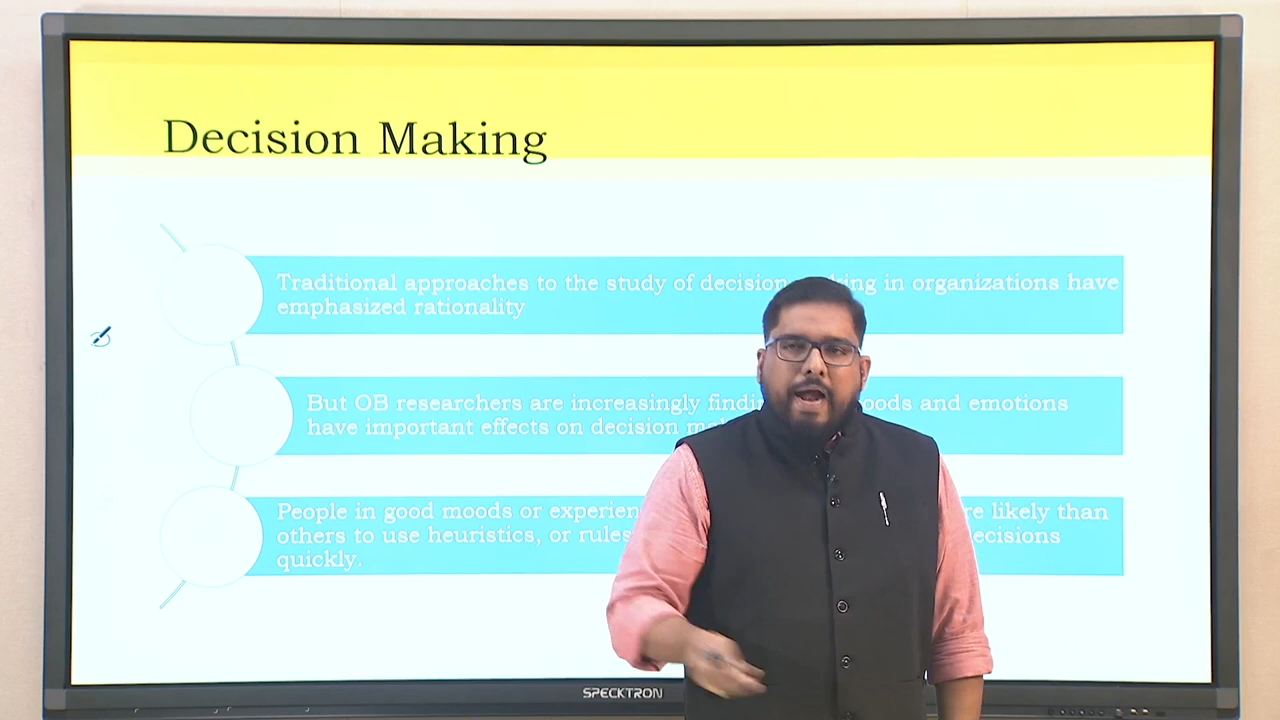 Decision Making
Traditional approaches to the study of decision king in organizations have
emphasized rationality
But OB researchers are increasingly findi oods and emotions
have important effects on decision ma
People in good moods or experien re likely than
others to use heuristics, or rules ecisions
quickly.
SPECKTRON